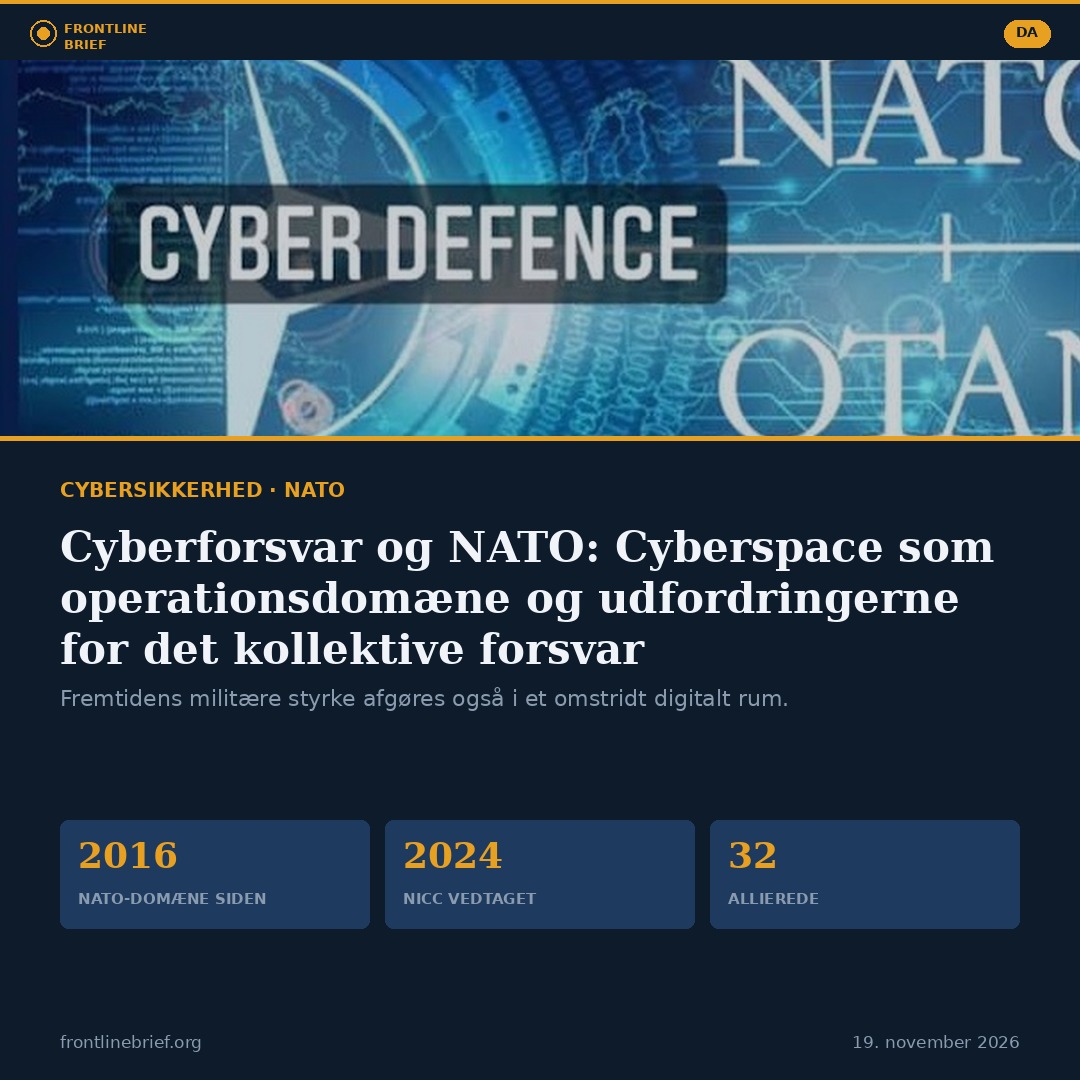 FRONTLINE
BRIEF
DA
NATO
CYBER DEFENCE
OTAN
CYBERSIKKERHED · NATO
Cyberforsvar og NATO: Cyberspace som
operationsdomæne og udfordringerne
for det kollektive forsvar
Fremtidens militære styrke afgøres også i et omstridt digitalt rum.
2016
NATO-DOMÆNE SIDEN
2024
NICC VEDTAGET
32
ALLIEREDE
frontlinebrief.org
19. november 2026